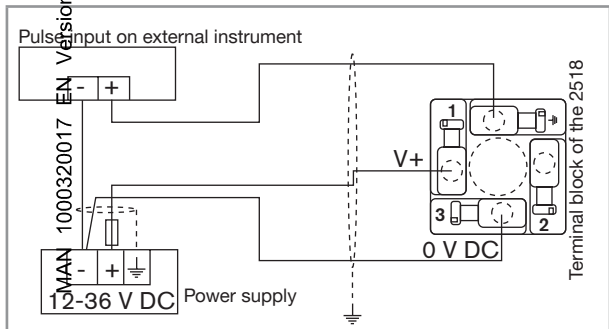 Pulse input on external instrument
- +
MAN 1000320017 EN Version
1
V+
3
2
0 V DC
Terminal block of the 2518
- +
12-36 V DC
Power supply